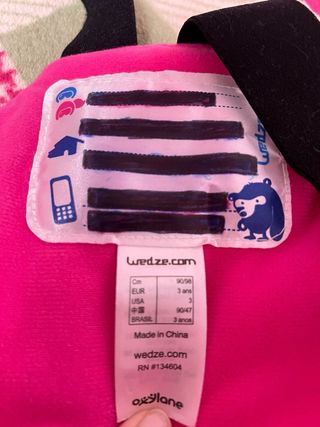 wedze
wedze.com
Cm 90/98
EUR 3 ans
USA 3
中国 90/47
BRASIL 3 anos
Made in China
wedze.com
RN #134604
oxylane